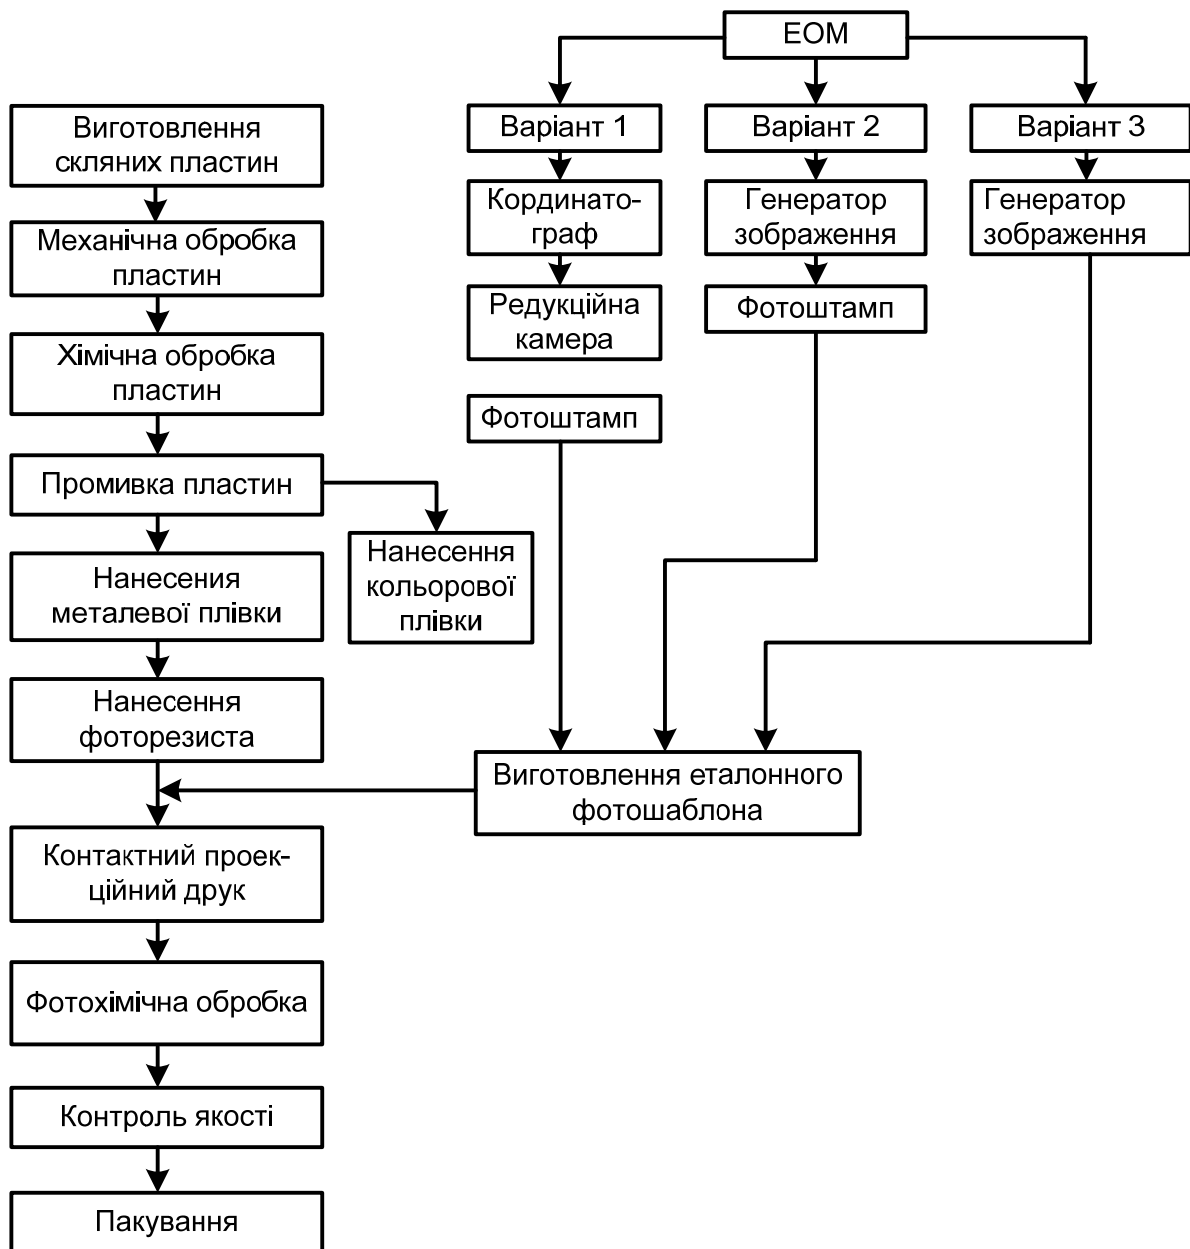 ЕОМ
Варіант 1
Варіант 2
Варіант 3
Кординато-
граф
Генератор
зображення
Генератор
зображення
Редукційна
камера
Фотоштамп
Фотоштамп
Виготовлення
скляних пластин
Механічна обробка
пластин
Хімічна обробка
пластин
Промивка пластин
Нанесення
кольорової
плівки
Нанесения
металевої плівки
Нанесення
фоторезиста
Виготовлення еталонного
фотошаблона
Контактний проек-
ційний друк
Фотохімічна обробка
Контроль якості
Пакування